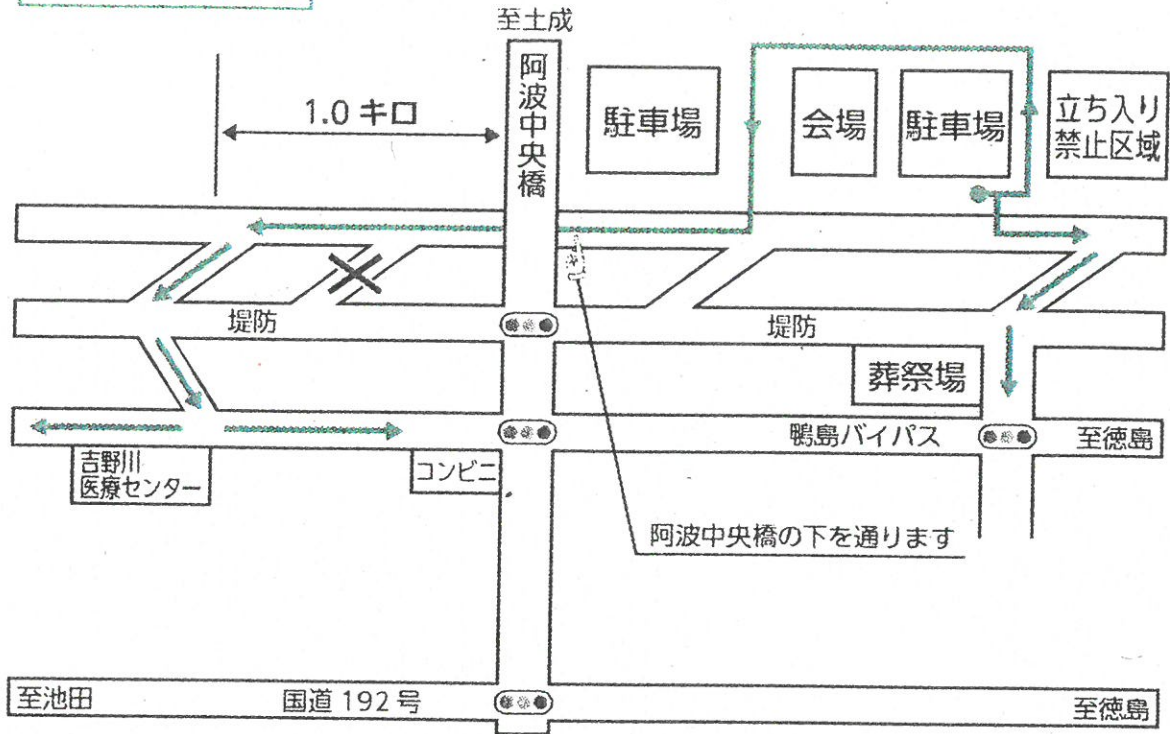 至土成
阿波中央橋
1.0 キロ
駐車場
会場
駐車場
立ち入り
禁止区域
堤防
堤防
葬祭場
鴨島バイパス
至徳島
吉野川
医療センター
コンビニ
阿波中央橋の下を通ります
至池田
国道 192 号
至徳島